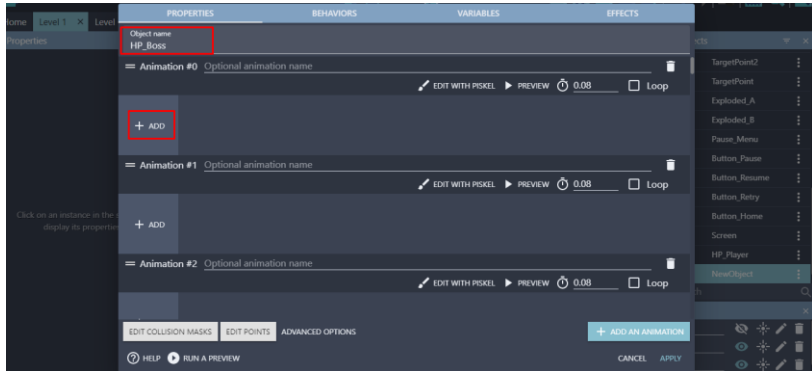 PROPERTIES BEHAVIORS VARIABLES EFFECTS
Home Level 1 × Level
Properties
Object name
HP_Boss
Animation #0 Optional animation name
EDIT WITH PISKEL PREVIEW 0.08 Loop
+ ADD
Animation #1 Optional animation name
EDIT WITH PISKEL PREVIEW 0.08 Loop
+ ADD
Animation #2 Optional animation name
EDIT WITH PISKEL PREVIEW 0.08 Loop
EDIT COLLISION MASKS EDIT POINTS ADVANCED OPTIONS + ADD AN ANIMATION
HELP RUN A PREVIEW CANCEL APPLY
Click on an instance in the
display its properties
TargetPoint2
TargetPoint
Exploded_A
Exploded_B
Pause_Menu
Button_Pause
Button_Resume
Button_Retry
Button_Home
Screen
HP_Player
NewObject